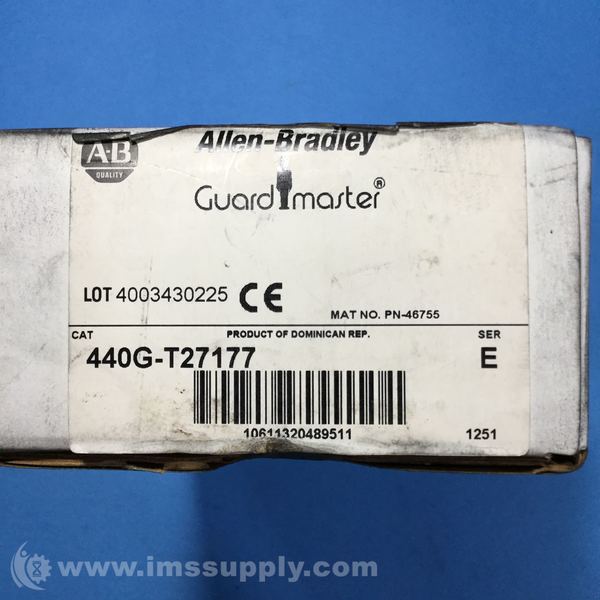 Allen-Bradley
A-B
QUALITY
Guardmaster®
LOT 4003430225 CE
MAT NO. PN-46755
CAT PRODUCT OF DOMINICAN REP. SER
440G-T27177 E
10611320489511 1251
www.imssupply.com